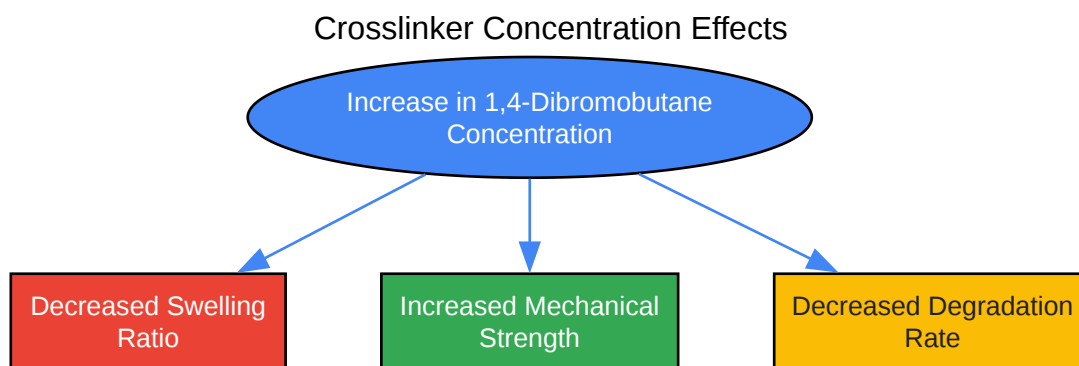 Crosslinker Concentration Effects
Increase in 1,4-Dibromobutane
Concentration
Decreased Swelling
Ratio
Increased Mechanical
Strength
Decreased Degradation
Rate